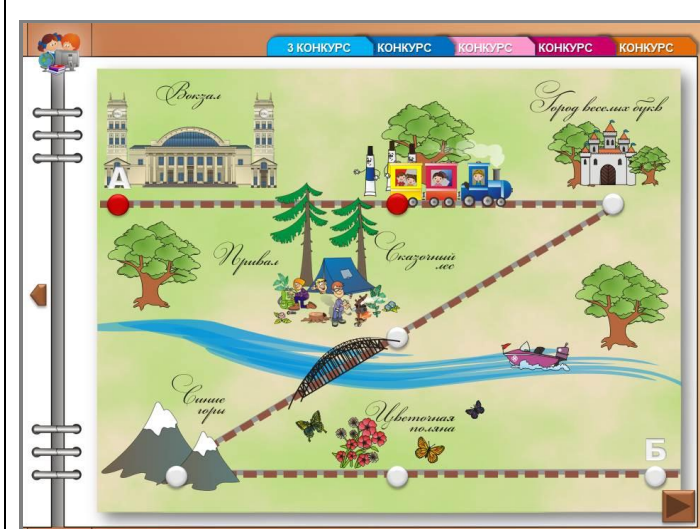 3 КОНКУРС КОНКУРС КОНКУРС КОНКУРС КОНКУРС
Вокзал
Город веселых букв
А
Привал
Сказочный
лес
Синие
горы
Цветочная
поляна
Б